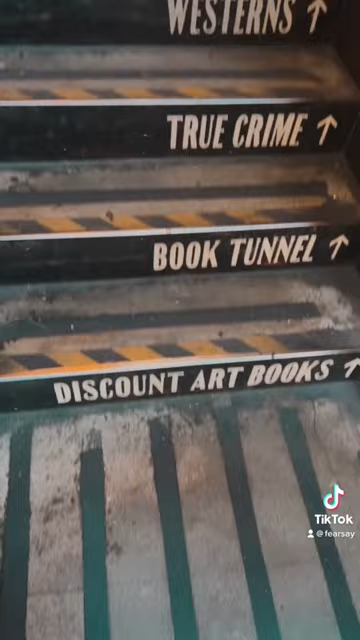 WESTERNS ↑
TRUE CRIME ↑
BOOK TUNNEL ↑
DISCOUNT ART BOOKS ↑
TikTok
@fearsay